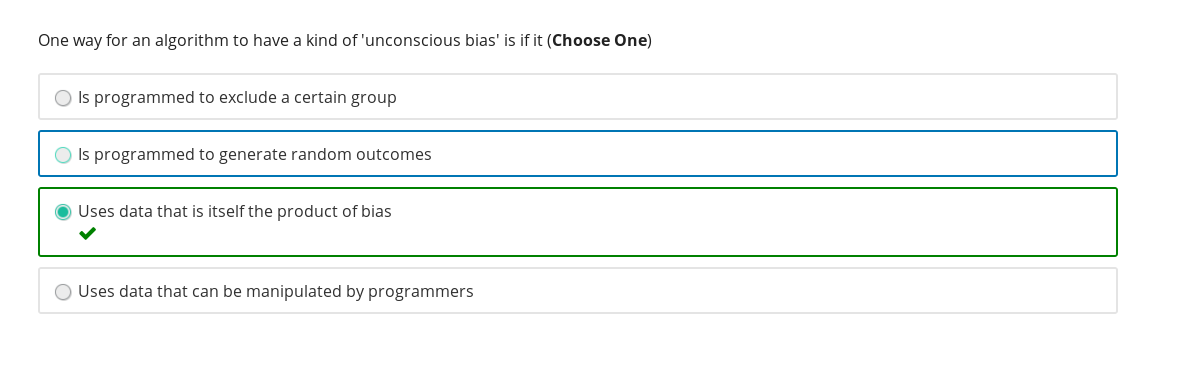 One way for an algorithm to have a kind of 'unconscious bias' is if it (Choose One)
Is programmed to exclude a certain group
Is programmed to generate random outcomes
Uses data that is itself the product of bias
Uses data that can be manipulated by programmers